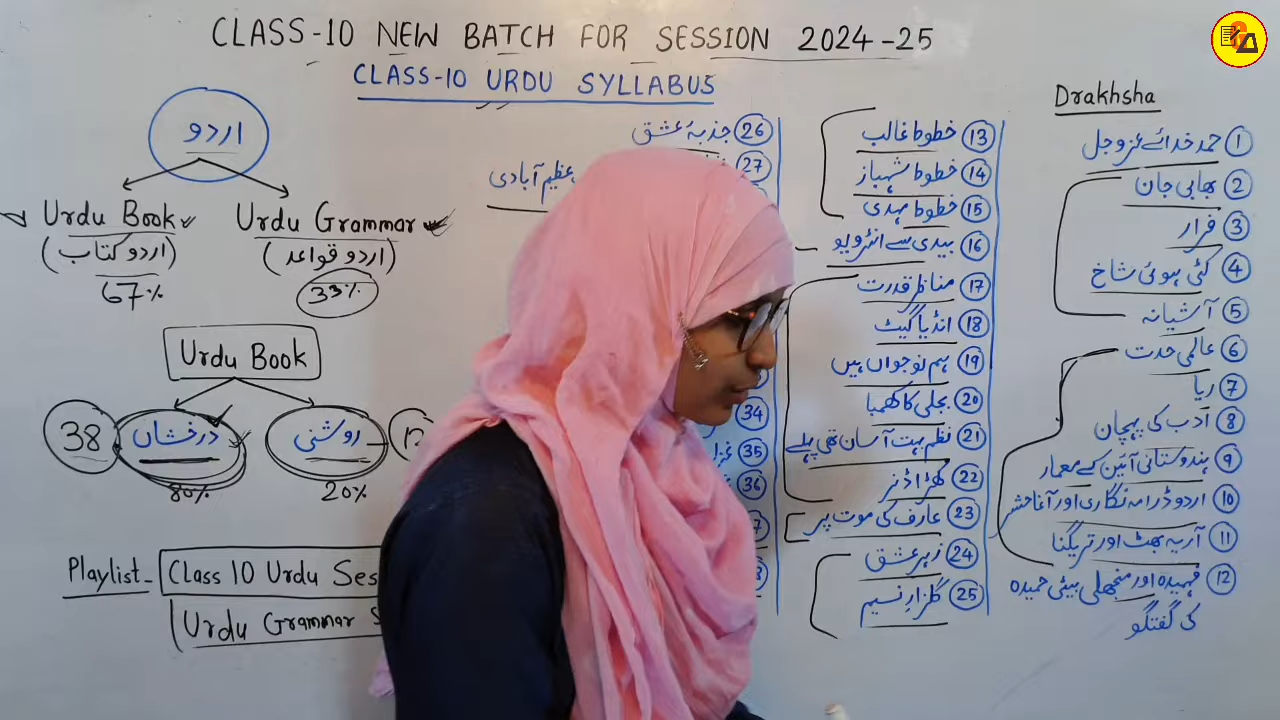 CLASS-10 NEW BATCH FOR SESSION 2024-25
CLASS-10 URDU SYLLABUS
اردو
Urdu Book
(اردو کتاب)
67%
Urdu Grammar
(اردو قواعد)
33%
Urdu Book
38 درخشاں
80%
روشنی
20%
Playlist- Class 10 Urdu Ses
Urdu Grammar S
Drakhsha
1 حمد خدائے عزوجل
2 بھابی جان
3 فرار
4 کٹی ہوئی شاخ
5 آشیانہ
6 عالمی حدت
7 ریا
8 ادب کی پہچان
9 ہندوستانی آئین کے معمار
10 اردو ڈرامہ نگاری اور آغا حشر
11 آریہ بھٹ اور تریگنا
12 فہمیدہ اور منجھلی بیٹی حمیدہ
کی گفتگو
13 خطوط غالب
14 خطوط شہباز
15 خطوط مہدی
16 بیدی سے انٹرویو
17 مناظر قدرت
18 انڈیا گیٹ
19 ہم نوجواں ہیں
20 بجلی کا کھمبا
21 نظم بہت آسان تھی پہلے
22 کھڑا ڈنر
23 عارف کی موت پر
24 زہر عشق
25 گلزار نسیم
26 جذبۂ عشق
27
عظیم آبادی
34
35
36